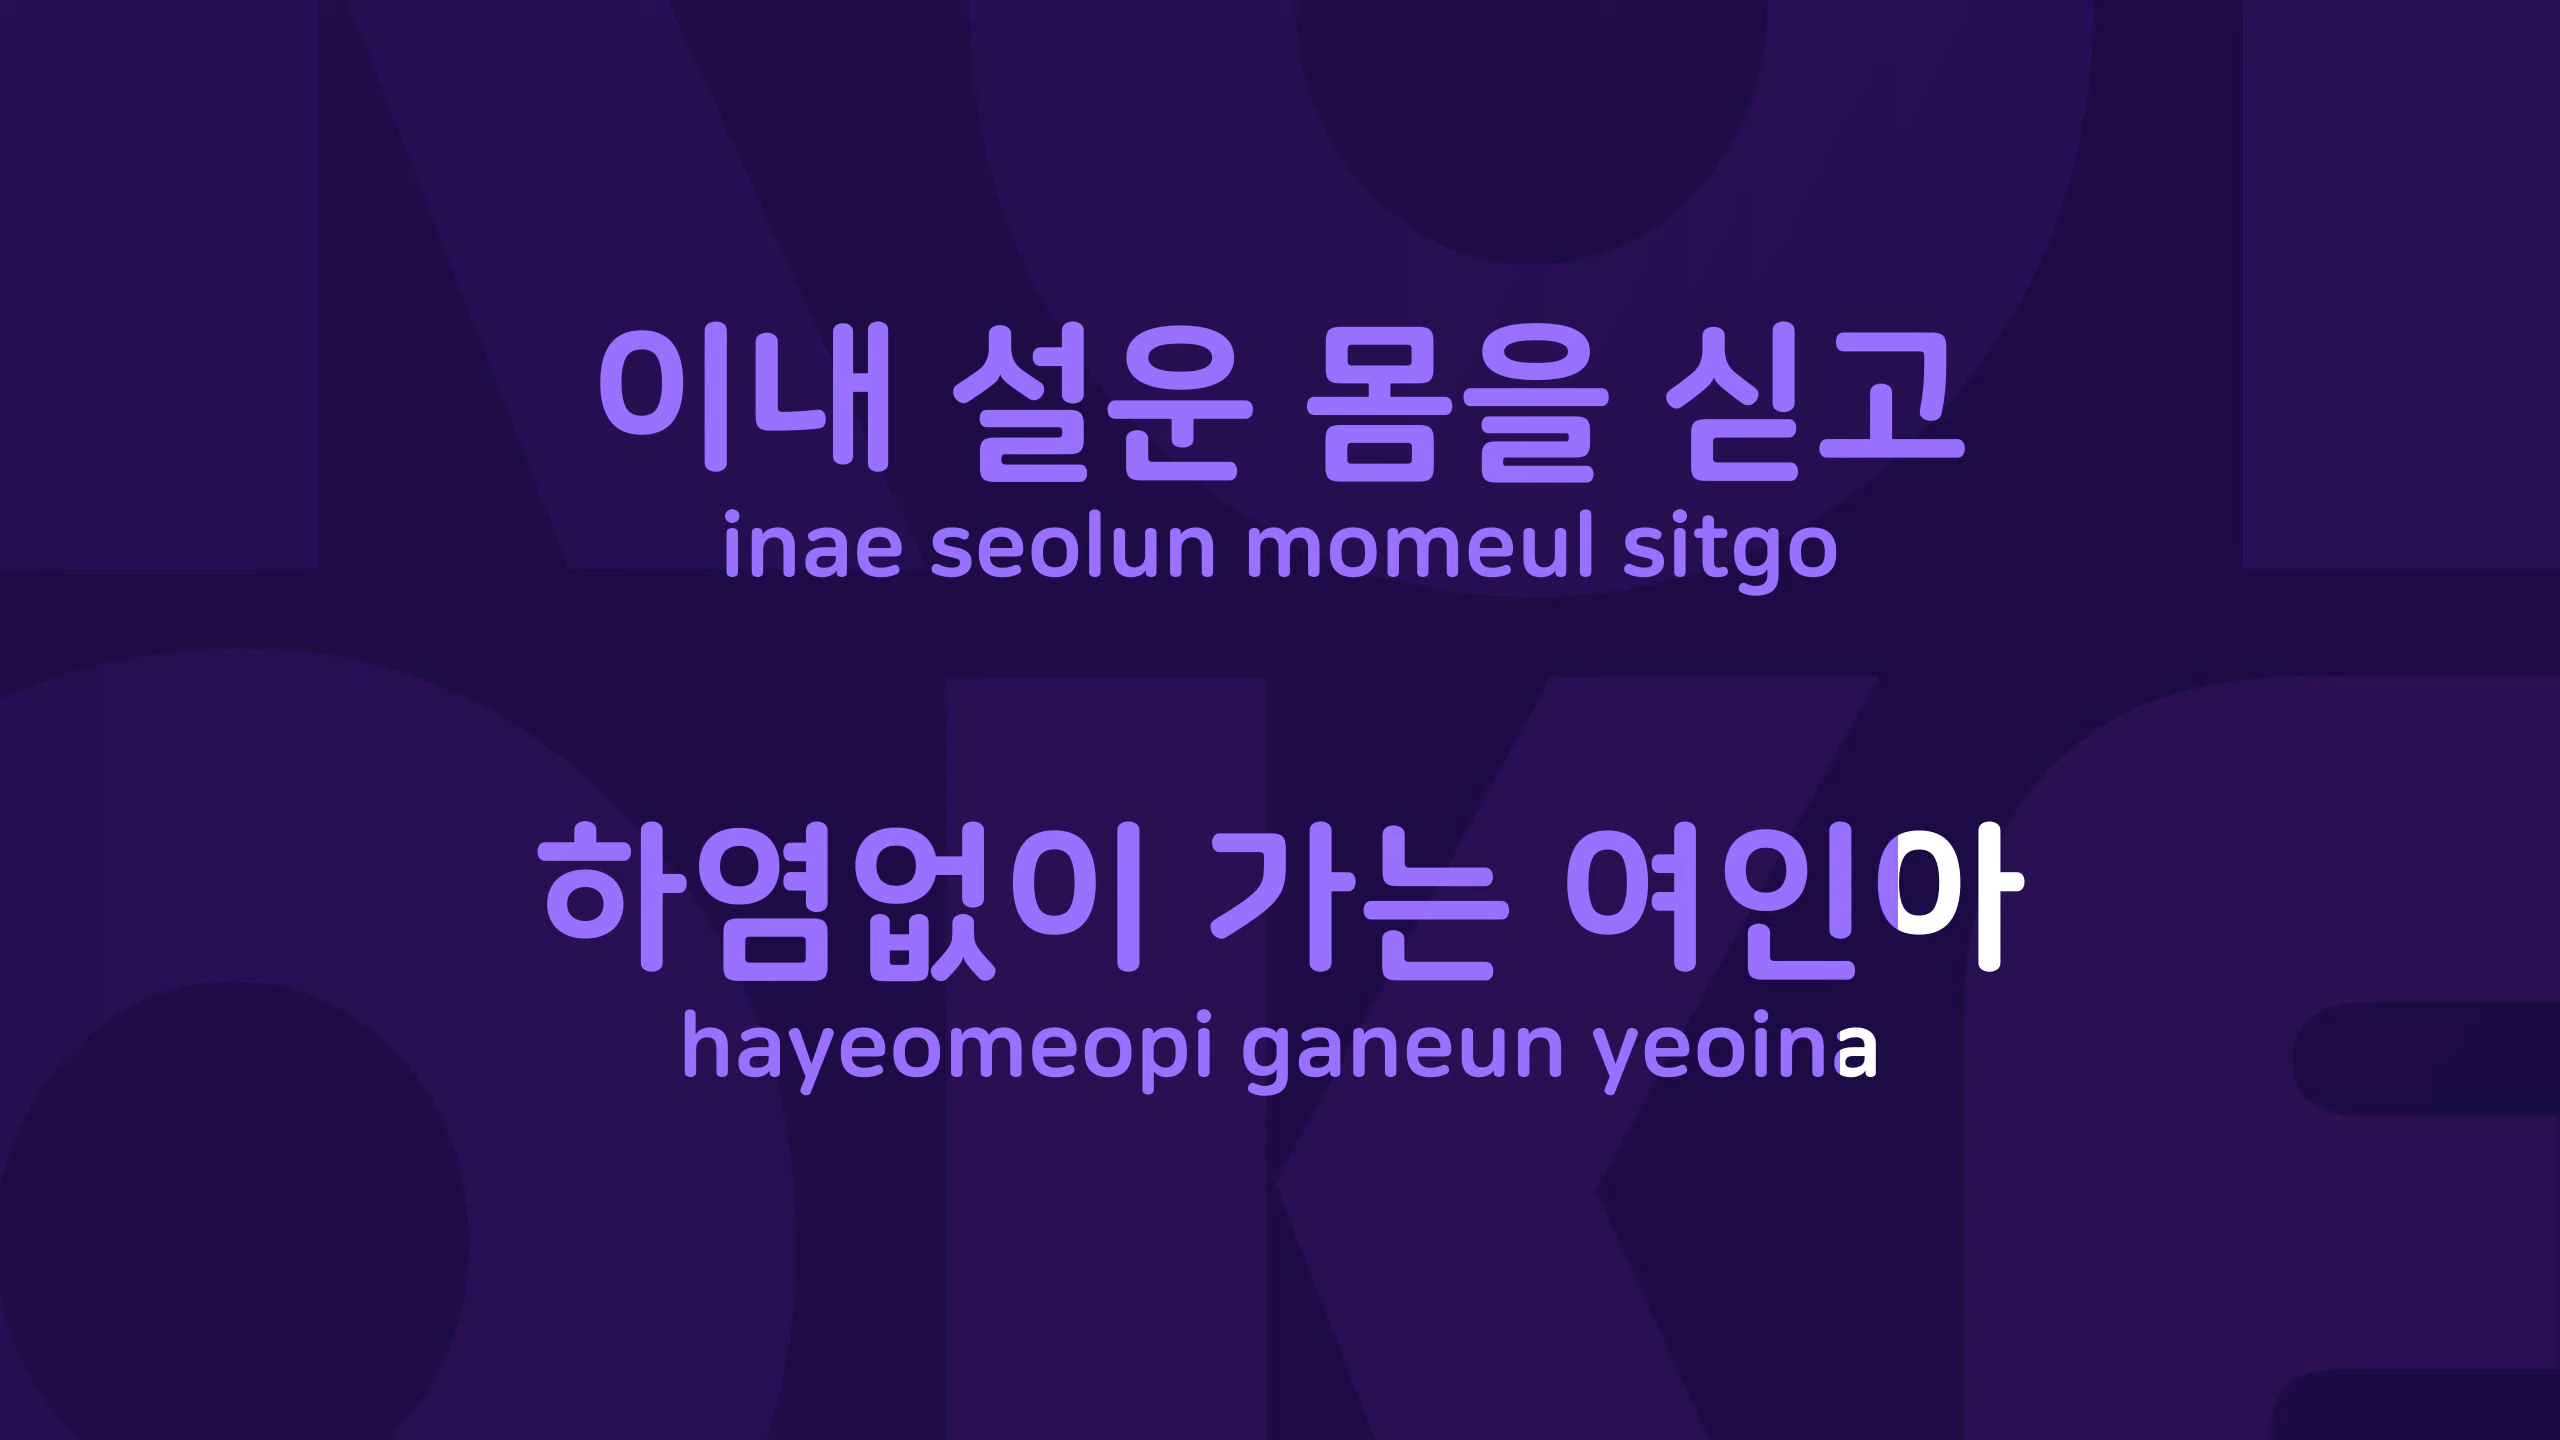 이내 설운 몸을 싣고
inae seolun momeul sitgo
하염없이 가는 여인아
hayeomeopi ganeun yeoina